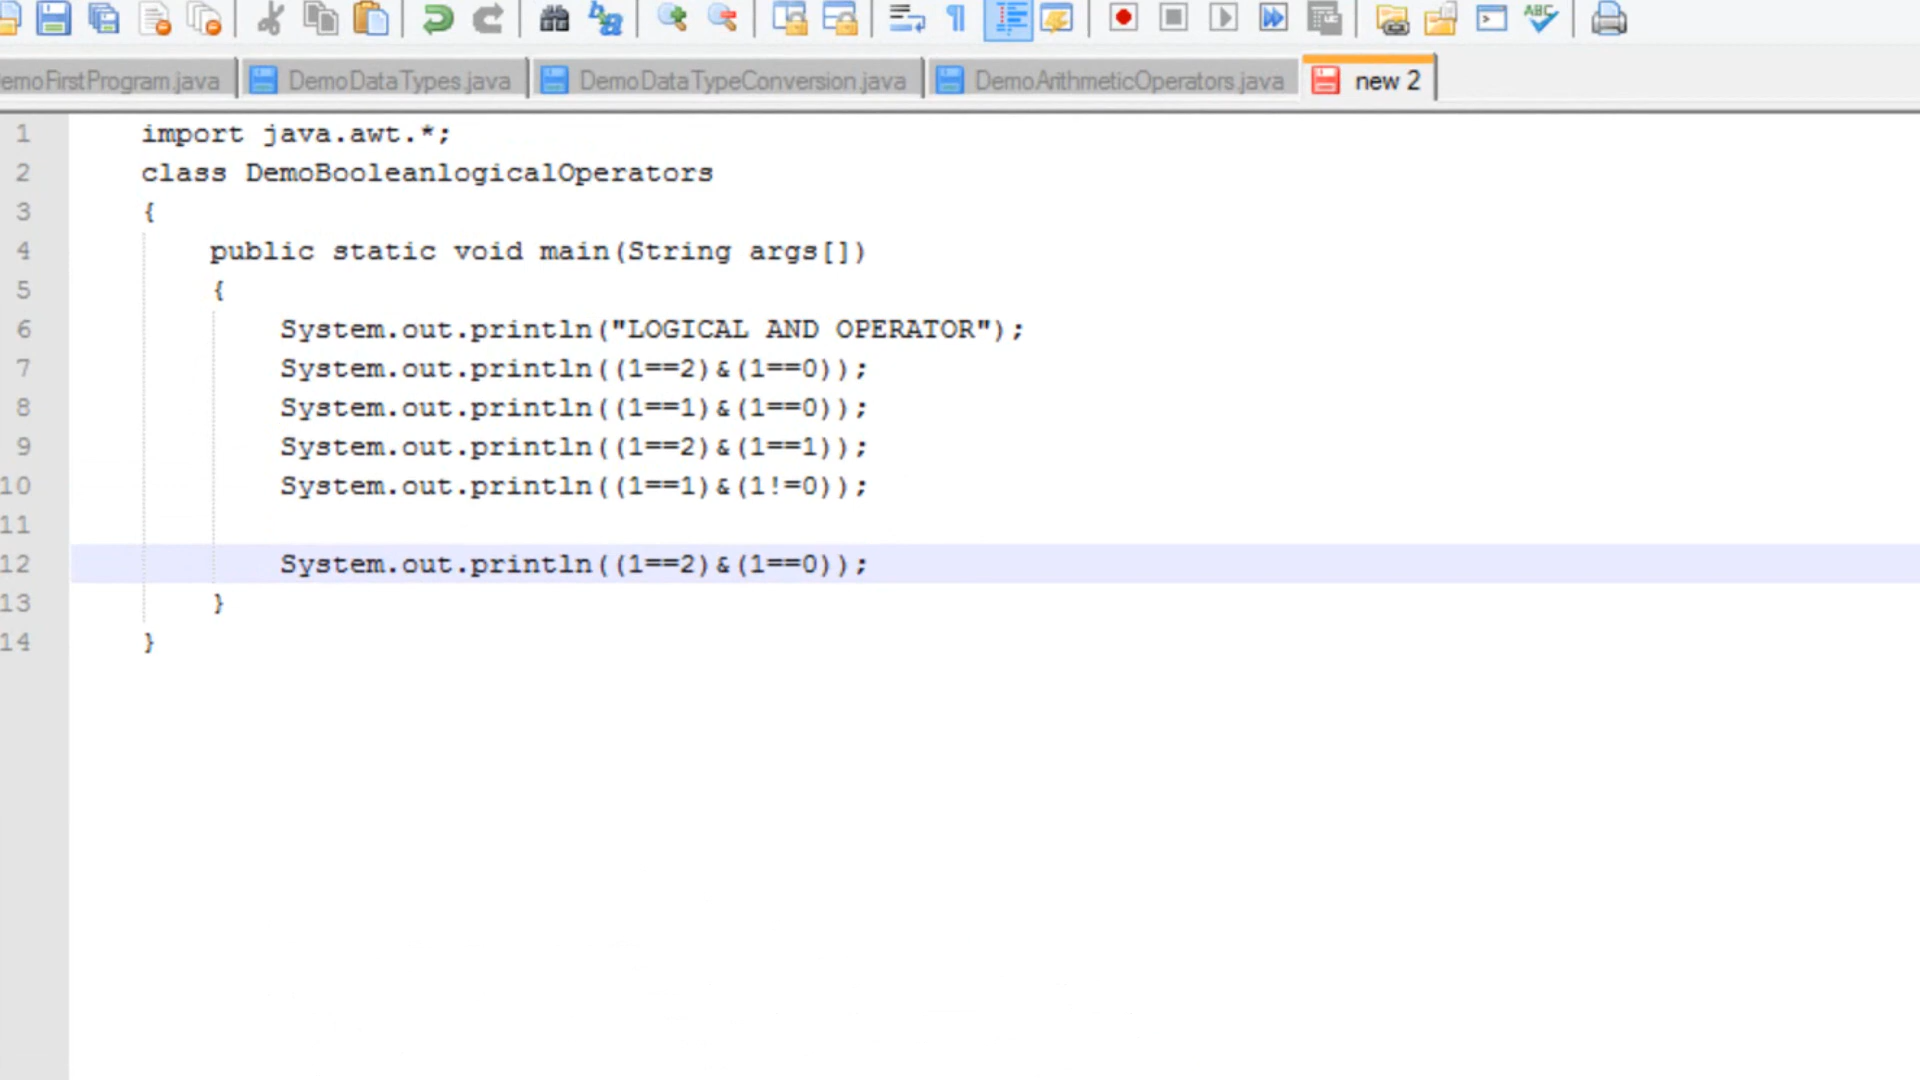 ABC
emoFirstProgram.java DemoDataTypes.java DemoDataTypeConversion.java DemoArithmeticOperators.java new 2
1 import java.awt.*;
2 class DemoBooleanlogicalOperators
3 {
4 public static void main(String args[])
5 {
6 System.out.println("LOGICAL AND OPERATOR");
7 System.out.println((1==2)&(1==0));
8 System.out.println((1==1)&(1==0));
9 System.out.println((1==2)&(1==1));
10 System.out.println((1==1)&(1!=0));
11
12 System.out.println((1==2)&(1==0));
13 }
14 }